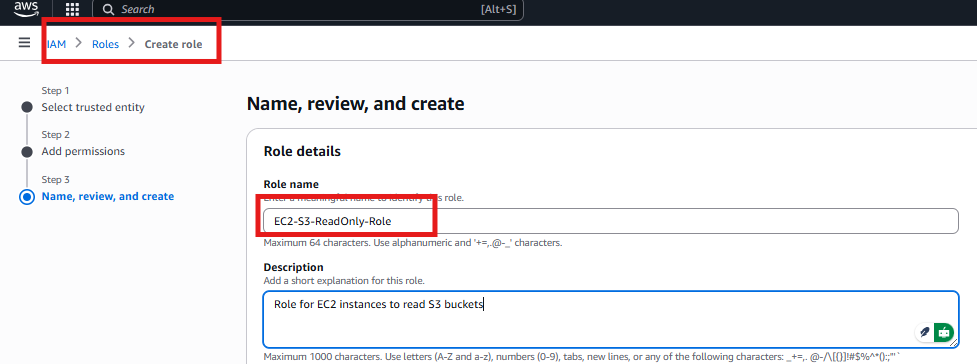 aws
Search [Alt+S]
IAM > Roles > Create role
Step 1
Select trusted entity
Step 2
Add permissions
Step 3
Name, review, and create
Name, review, and create
Role details
Role name
Enter a meaningful name to identify this role.
EC2-S3-ReadOnly-Role
Maximum 64 characters. Use alphanumeric and '+=,.@-_' characters.
Description
Add a short explanation for this role.
Role for EC2 instances to read S3 buckets
Maximum 1000 characters. Use letters (A-Z and a-z), numbers (0-9), tabs, new lines, or any of the following characters: _+=,. @-/\[{}]!#$%^*();:"'`